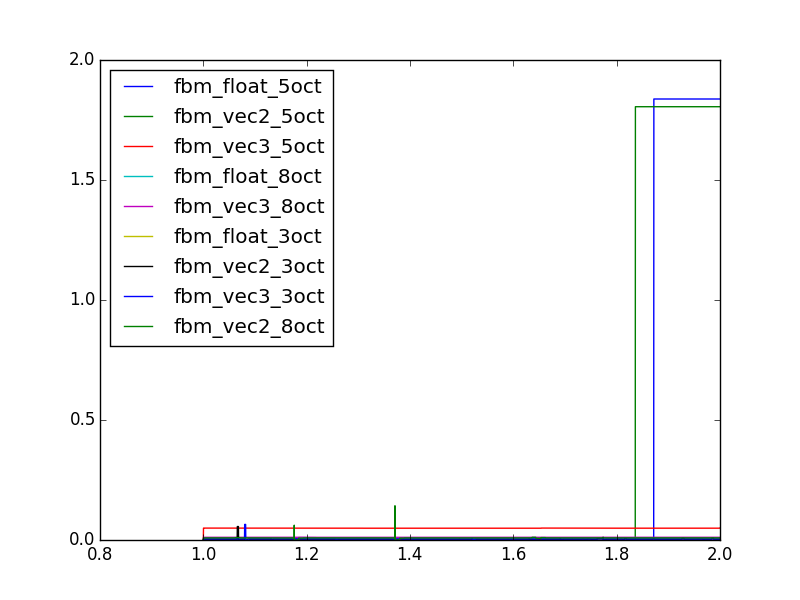 2.0
fbm_float_5oct
fbm_vec2_5oct
fbm_vec3_5oct
fbm_float_8oct
fbm_vec3_8oct
fbm_float_3oct
fbm_vec2_3oct
fbm_vec3_3oct
fbm_vec2_8oct
1.5
1.0
0.5
0.0
0.8 1.0 1.2 1.4 1.6 1.8 2.0